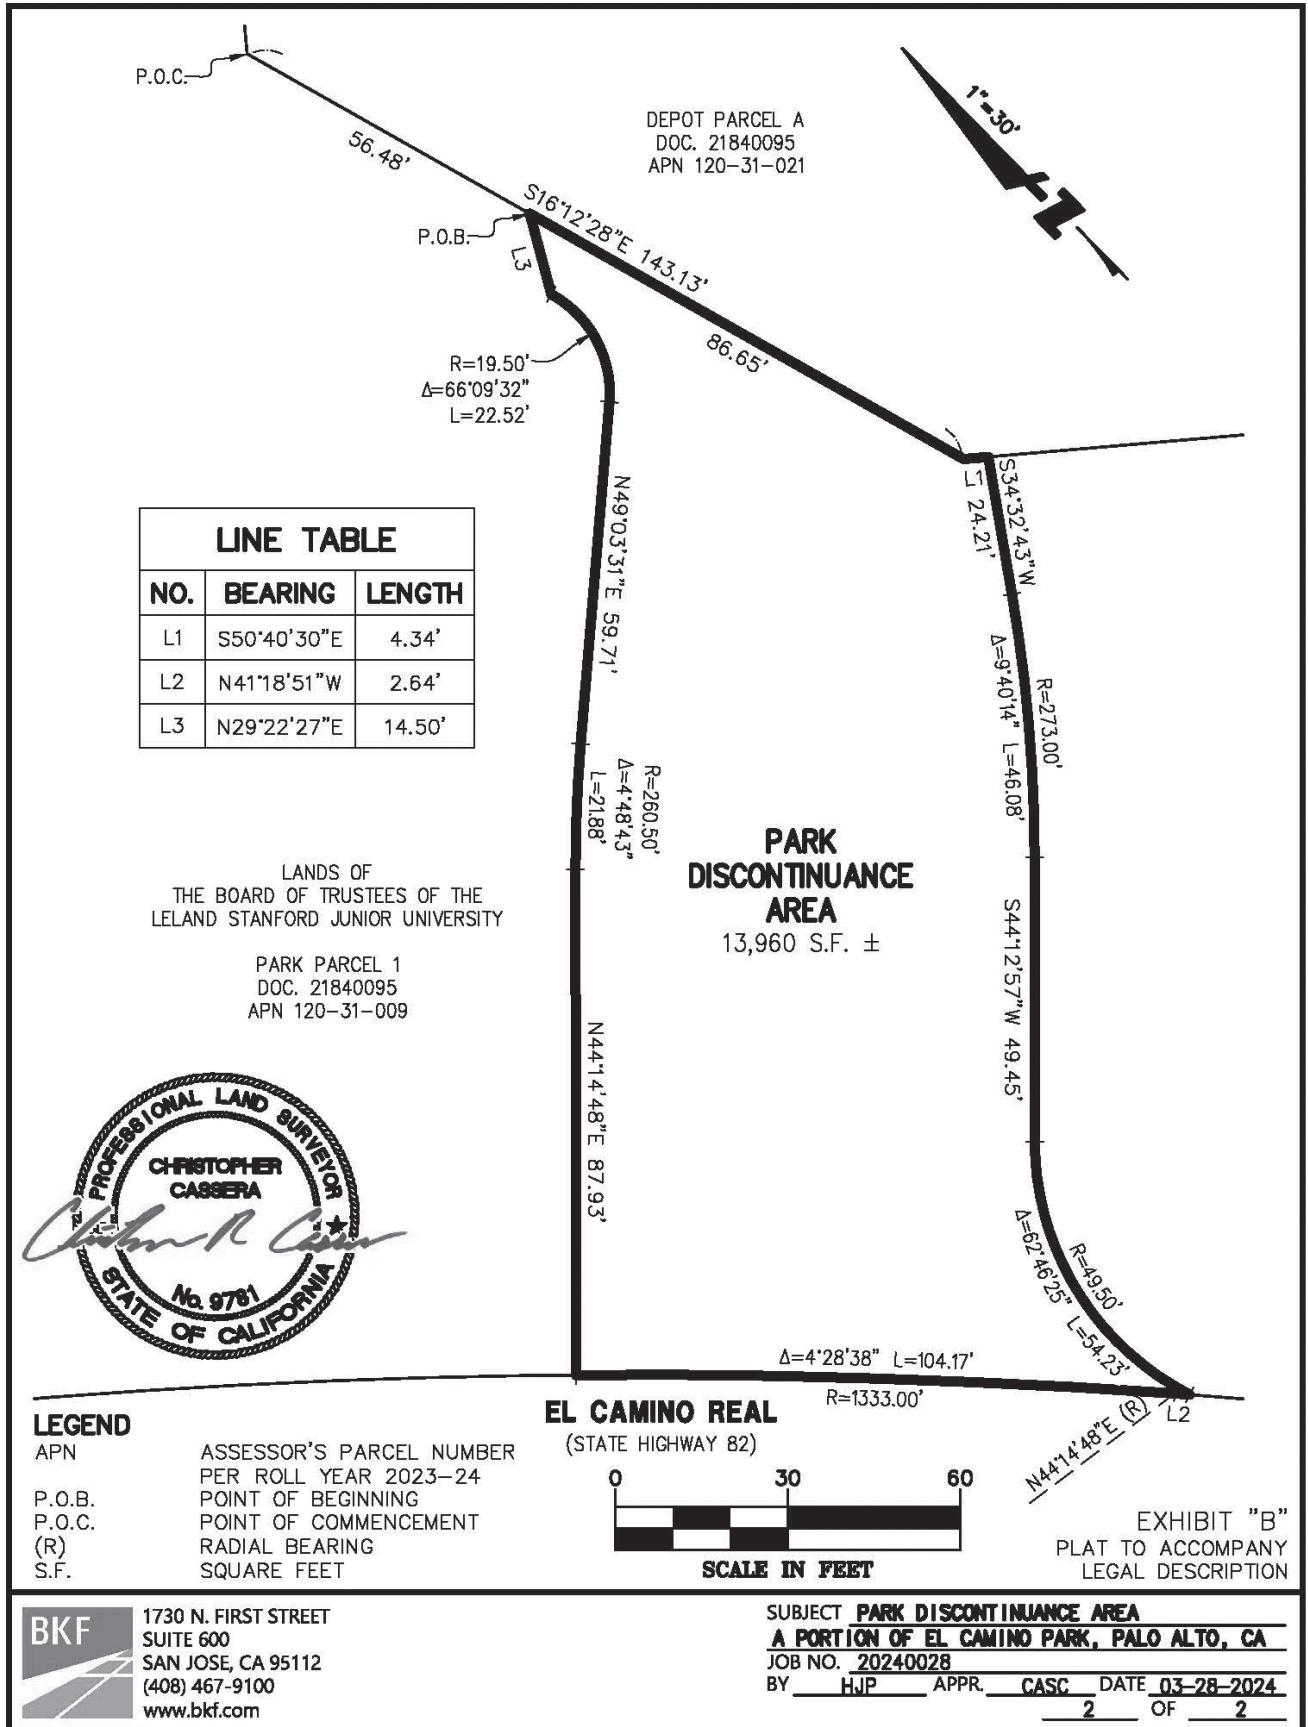 P.O.C.
56.48'
DEPOT PARCEL A
DOC. 21840095
APN 120-31-021
1"=30'
Z
P.O.B.
S16°12'28"E 143.13'
L3
86.65'
R=19.50'
Δ=66°09'32"
L=22.52'
L1
S34°32'43"W
24.21'
N49°03'31"E 59.71'
LINE TABLE
NO. BEARING LENGTH
L1 S50°40'30"E 4.34'
L2 N41°18'51"W 2.64'
L3 N29°22'27"E 14.50'
R=273.00'
Δ=9°40'14" L=46.08'
R=260.50'
Δ=4°48'43"
L=21.88'
PARK
DISCONTINUANCE
AREA
13,960 S.F. ±
LANDS OF
THE BOARD OF TRUSTEES OF THE
LELAND STANFORD JUNIOR UNIVERSITY
PARK PARCEL 1
DOC. 21840095
APN 120-31-009
S44°12'57"W 49.45'
N44°14'48"E 87.93'
PROFESSIONAL LAND SURVEYOR
CHRISTOPHER
CASSERA
No. 9781
STATE OF CALIFORNIA
R=49.50'
Δ=62°46'25" L=54.23'
Δ=4°28'38" L=104.17'
R=1333.00'
L2
N44°14'48"E (R)
EL CAMINO REAL
(STATE HIGHWAY 82)
LEGEND
APN ASSESSOR'S PARCEL NUMBER
PER ROLL YEAR 2023-24
P.O.B. POINT OF BEGINNING
P.O.C. POINT OF COMMENCEMENT
(R) RADIAL BEARING
S.F. SQUARE FEET
0 30 60
SCALE IN FEET
EXHIBIT "B"
PLAT TO ACCOMPANY
LEGAL DESCRIPTION
BKF
1730 N. FIRST STREET
SUITE 600
SAN JOSE, CA 95112
(408) 467-9100
www.bkf.com
SUBJECT PARK DISCONTINUANCE AREA
A PORTION OF EL CAMINO PARK, PALO ALTO, CA
JOB NO. 20240028
BY HJP APPR. CASC DATE 03-28-2024
2 OF 2